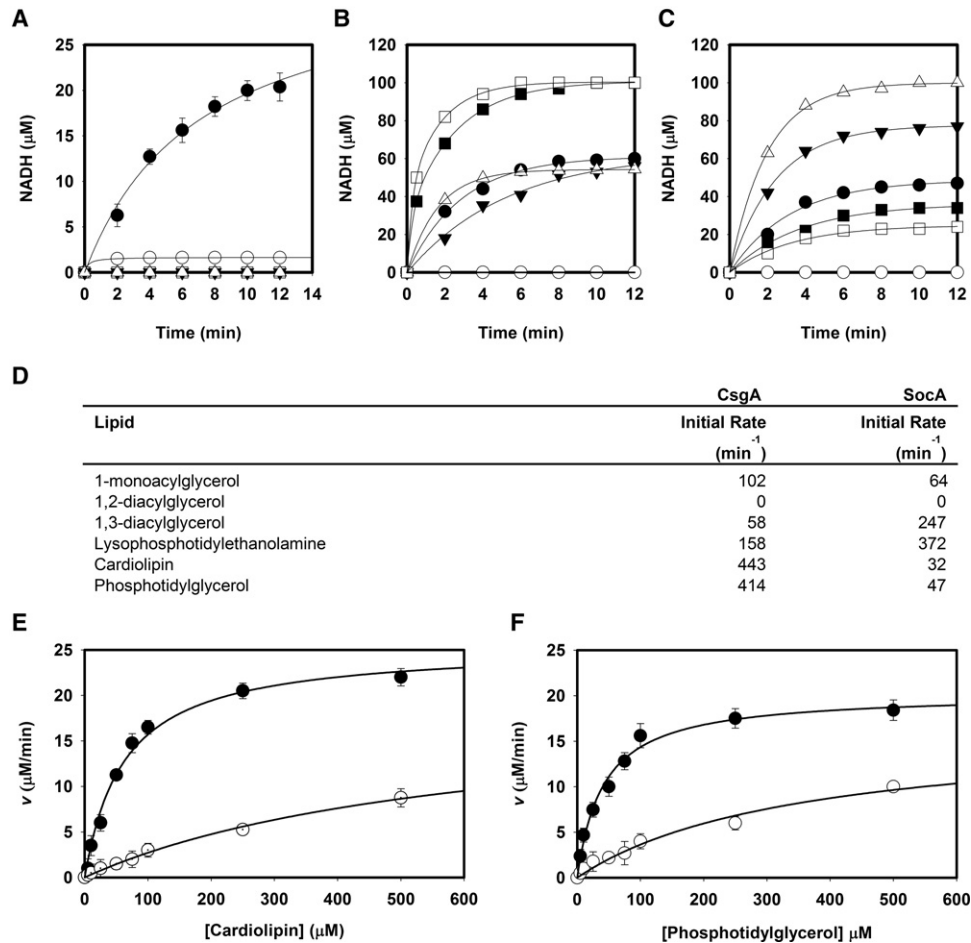 A
B
C
NADH (µM)
25
20
15
10
5
0
0 2 4 6 8 10 12 14
Time (min)
NADH (µM)
120
100
80
60
40
20
0
0 2 4 6 8 10 12
Time (min)
NADH (µM)
120
100
80
60
40
20
0
0 2 4 6 8 10 12
Time (min)
D
CsgA SocA
Lipid Initial Rate Initial Rate
(min⁻¹) (min⁻¹)
1-monoacylglycerol 102 64
1,2-diacylglycerol 0 0
1,3-diacylglycerol 58 247
Lysophosphotidylethanolamine 158 372
Cardiolipin 443 32
Phosphotidylglycerol 414 47
E
F
v (µM/min)
25
20
15
10
5
0
0 100 200 300 400 500 600
[Cardiolipin] (µM)
v (µM/min)
25
20
15
10
5
0
0 100 200 300 400 500 600
[Phosphotidylglycerol] µM